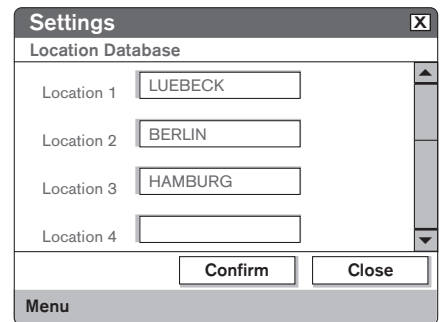 Settings X
Location Database
Location 1 LUEBECK
Location 2 BERLIN
Location 3 HAMBURG
Location 4
Confirm Close
Menu